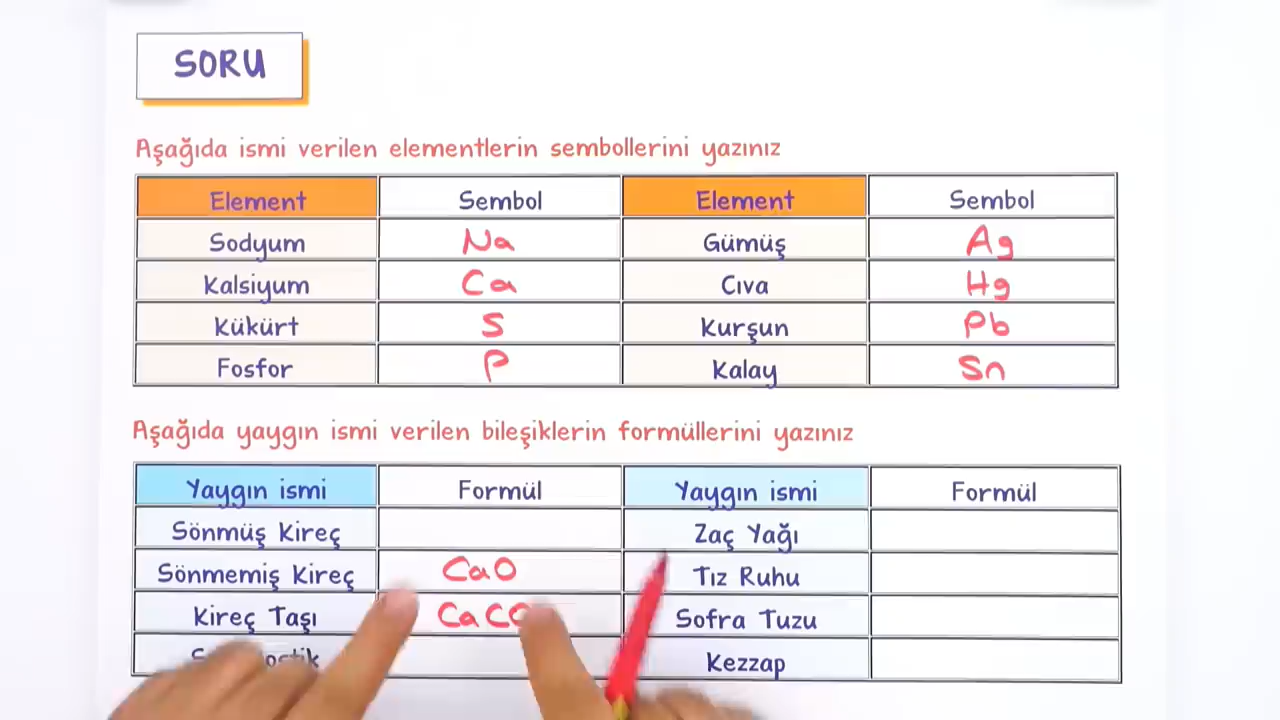 SORU
Aşağıda ismi verilen elementlerin sembollerini yazınız
Element Sembol Element Sembol
Sodyum Na Gümüş Ag
Kalsiyum Ca Cıva Hg
Kükürt S Kurşun Pb
Fosfor P Kalay Sn
Aşağıda yaygın ismi verilen bileşiklerin formüllerini yazınız
Yaygın ismi Formül Yaygın ismi Formül
Sönmüş Kireç Zaç Yağı
Sönmemiş Kireç CaO Tız Ruhu
Kireç Taşı Sofra Tuzu
Kezzap